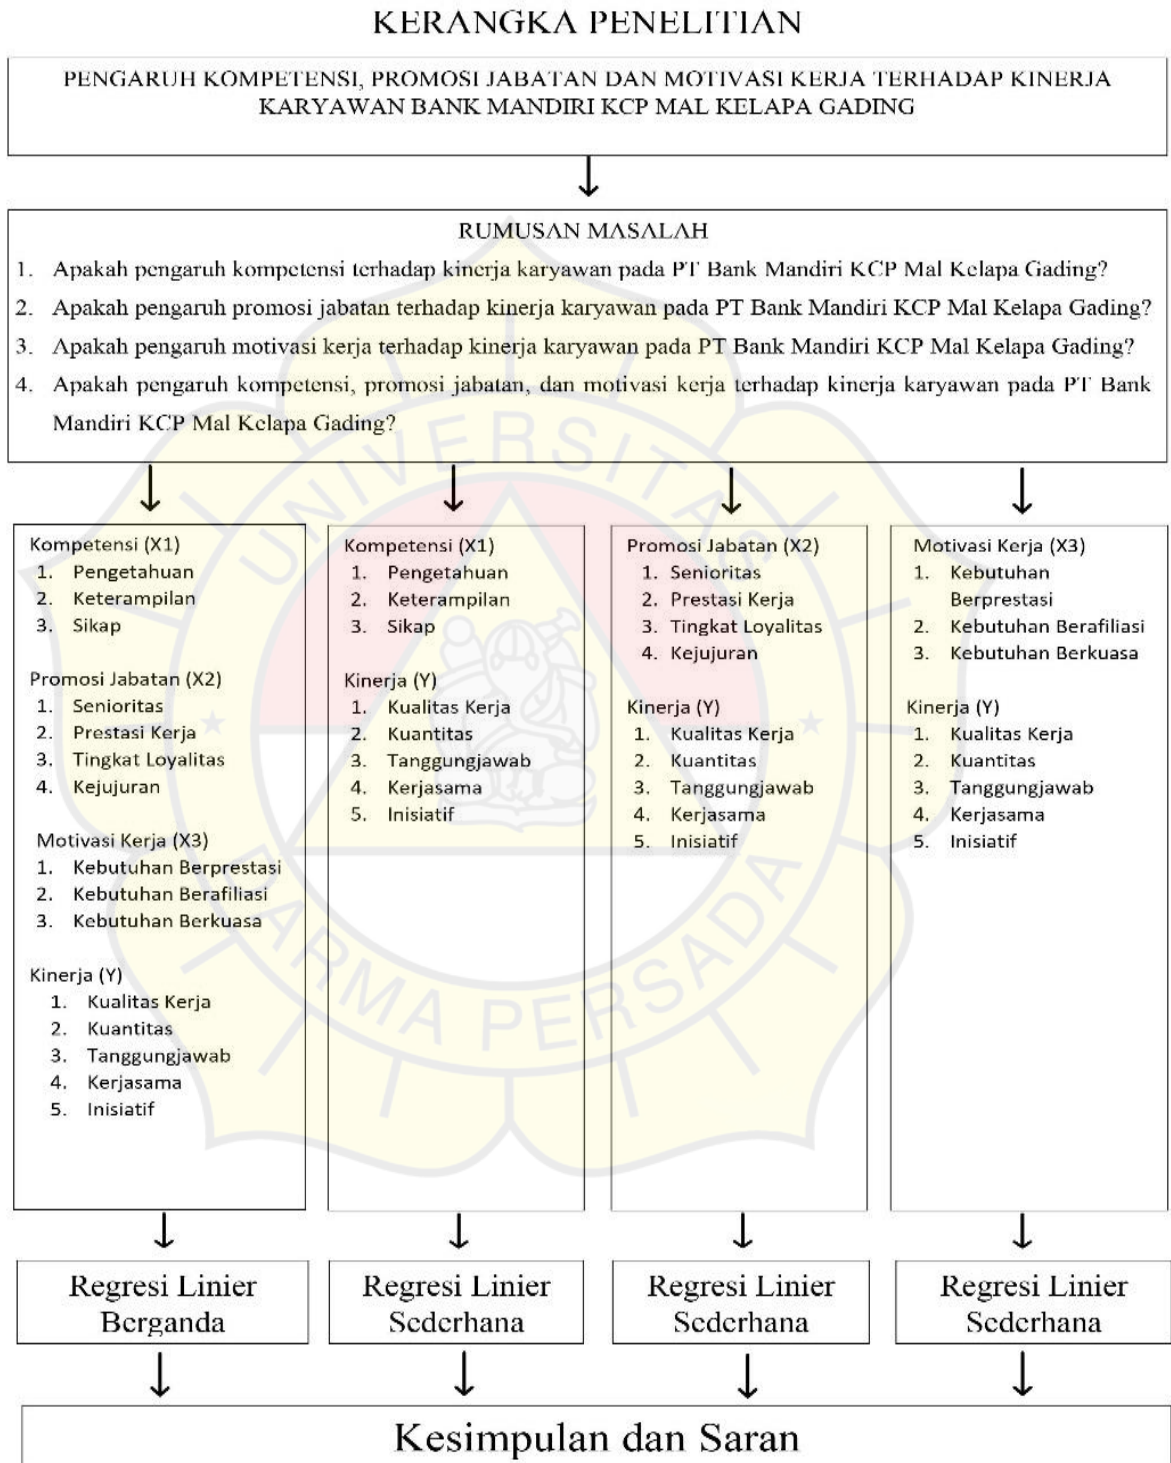 KERANGKA PENELITIAN
PENGARUH KOMPETENSI, PROMOSI JABATAN DAN MOTIVASI KERJA TERHADAP KINERJA
KARYAWAN BANK MANDIRI KCP MAL KELAPA GADING
RUMUSAN MASALAH
1. Apakah pengaruh kompetensi terhadap kinerja karyawan pada PT Bank Mandiri KCP Mal Kelapa Gading?
2. Apakah pengaruh promosi jabatan terhadap kinerja karyawan pada PT Bank Mandiri KCP Mal Kelapa Gading?
3. Apakah pengaruh motivasi kerja terhadap kinerja karyawan pada PT Bank Mandiri KCP Mal Kelapa Gading?
4. Apakah pengaruh kompetensi, promosi jabatan, dan motivasi kerja terhadap kinerja karyawan pada PT Bank
Mandiri KCP Mal Kelapa Gading?
Kompetensi (X1)
1. Pengetahuan
2. Keterampilan
3. Sikap
Promosi Jabatan (X2)
1. Senioritas
2. Prestasi Kerja
3. Tingkat Loyalitas
4. Kejujuran
Motivasi Kerja (X3)
1. Kebutuhan Berprestasi
2. Kebutuhan Berafiliasi
3. Kebutuhan Berkuasa
Kinerja (Y)
1. Kualitas Kerja
2. Kuantitas
3. Tanggungjawab
4. Kerjasama
5. Inisiatif
Kompetensi (X1)
1. Pengetahuan
2. Keterampilan
3. Sikap
Kinerja (Y)
1. Kualitas Kerja
2. Kuantitas
3. Tanggungjawab
4. Kerjasama
5. Inisiatif
Promosi Jabatan (X2)
1. Senioritas
2. Prestasi Kerja
3. Tingkat Loyalitas
4. Kejujuran
Kinerja (Y)
1. Kualitas Kerja
2. Kuantitas
3. Tanggungjawab
4. Kerjasama
5. Inisiatif
Motivasi Kerja (X3)
1. Kebutuhan
Berprestasi
2. Kebutuhan Berafiliasi
3. Kebutuhan Berkuasa
Kinerja (Y)
1. Kualitas Kerja
2. Kuantitas
3. Tanggungjawab
4. Kerjasama
5. Inisiatif
Regresi Linier
Berganda
Regresi Linier
Sederhana
Regresi Linier
Sederhana
Regresi Linier
Sederhana
Kesimpulan dan Saran
UNIVERSITAS
DARMA PERSADA